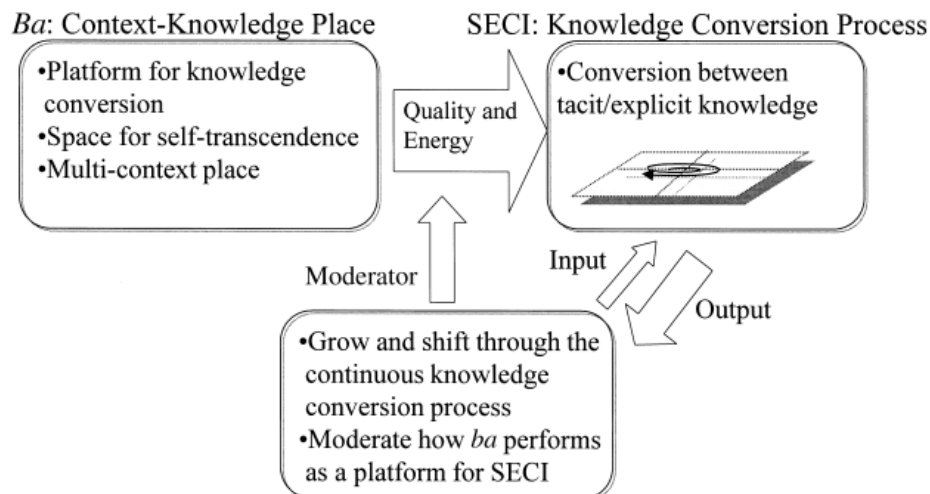 Ba: Context-Knowledge Place
SECI: Knowledge Conversion Process
•Platform for knowledge
conversion
•Space for self-transcendence
•Multi-context place
Quality and
Energy
•Conversion between
tacit/explicit knowledge
Moderator
Input
Output
•Grow and shift through the
continuous knowledge
conversion process
•Moderate how ba performs
as a platform for SECI